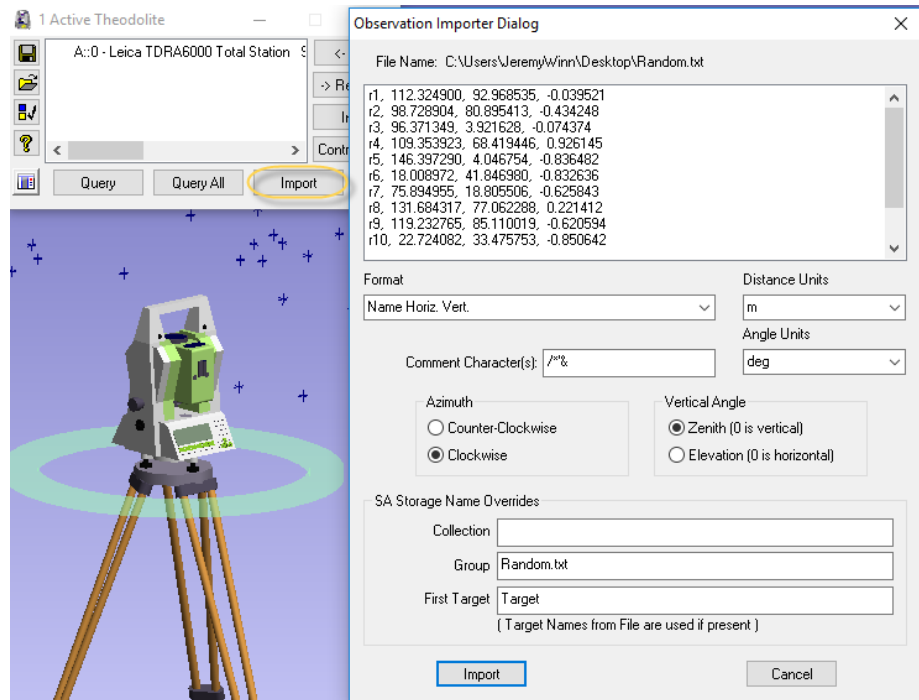 1 Active Theodolite
A::0 - Leica TDRA6000 Total Station
<-
-> Re
Contr
Query
Query All
Import
Observation Importer Dialog
File Name: C:\Users\JeremyWinn\Desktop\Random.txt
r1, 112.324900, 92.968535, -0.039521
r2, 98.728904, 80.895413, -0.434248
r3, 96.371349, 3.921628, -0.074374
r4, 109.353923, 68.419446, 0.926145
r5, 146.397290, 4.046754, -0.836482
r6, 18.008972, 41.846980, -0.832636
r7, 75.894955, 18.805506, -0.625843
r8, 131.684317, 77.062288, 0.221412
r9, 119.232765, 85.110019, -0.620594
r10, 22.724082, 33.475753, -0.850642
Format
Distance Units
Name Horiz. Vert.
m
Angle Units
Comment Character(s): /*'&
deg
Azimuth
Vertical Angle
Counter-Clockwise
Zenith (0 is vertical)
Clockwise
Elevation (0 is horizontal)
SA Storage Name Overrides
Collection
Group Random.txt
First Target Target
( Target Names from File are used if present )
Import
Cancel